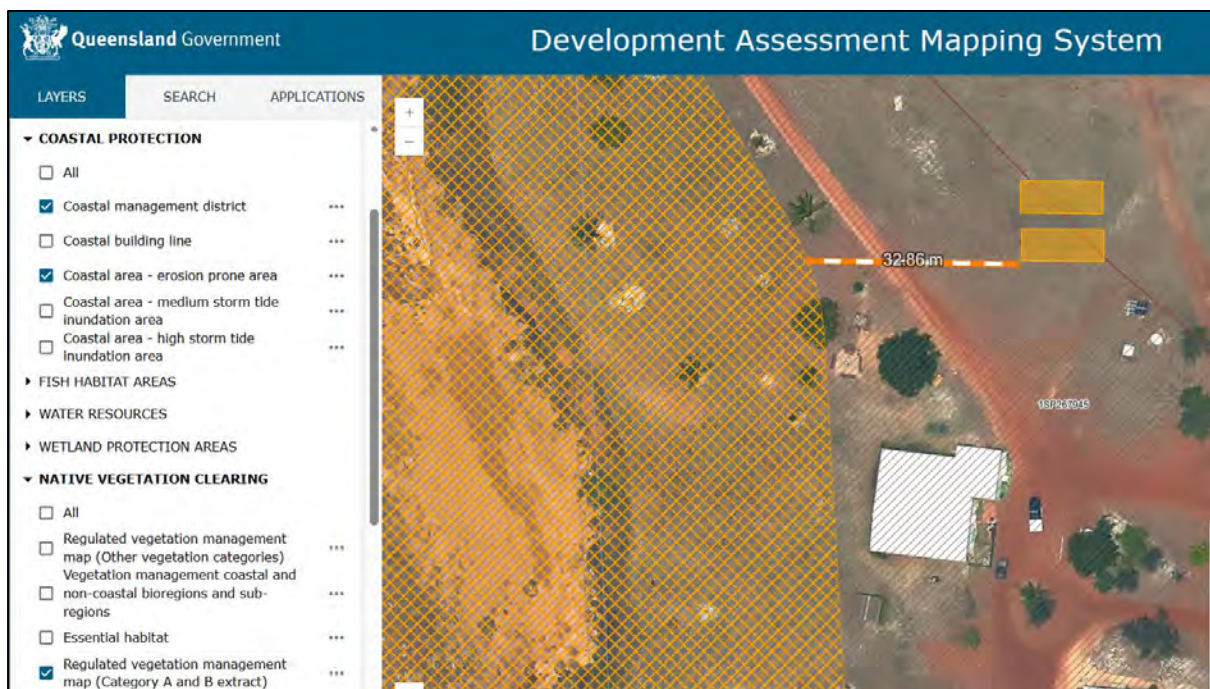 Queensland Government
Development Assessment Mapping System
LAYERS
SEARCH
APPLICATIONS
COASTAL PROTECTION
All
Coastal management district
Coastal building line
Coastal area - erosion prone area
Coastal area - medium storm tide
inundation area
Coastal area - high storm tide
inundation area
FISH HABITAT AREAS
WATER RESOURCES
WETLAND PROTECTION AREAS
NATIVE VEGETATION CLEARING
All
Regulated vegetation management
map (Other vegetation categories)
Vegetation management coastal and
non-coastal bioregions and sub-
regions
Essential habitat
Regulated vegetation management
map (Category A and B extract)
32.86 m
1SP267045